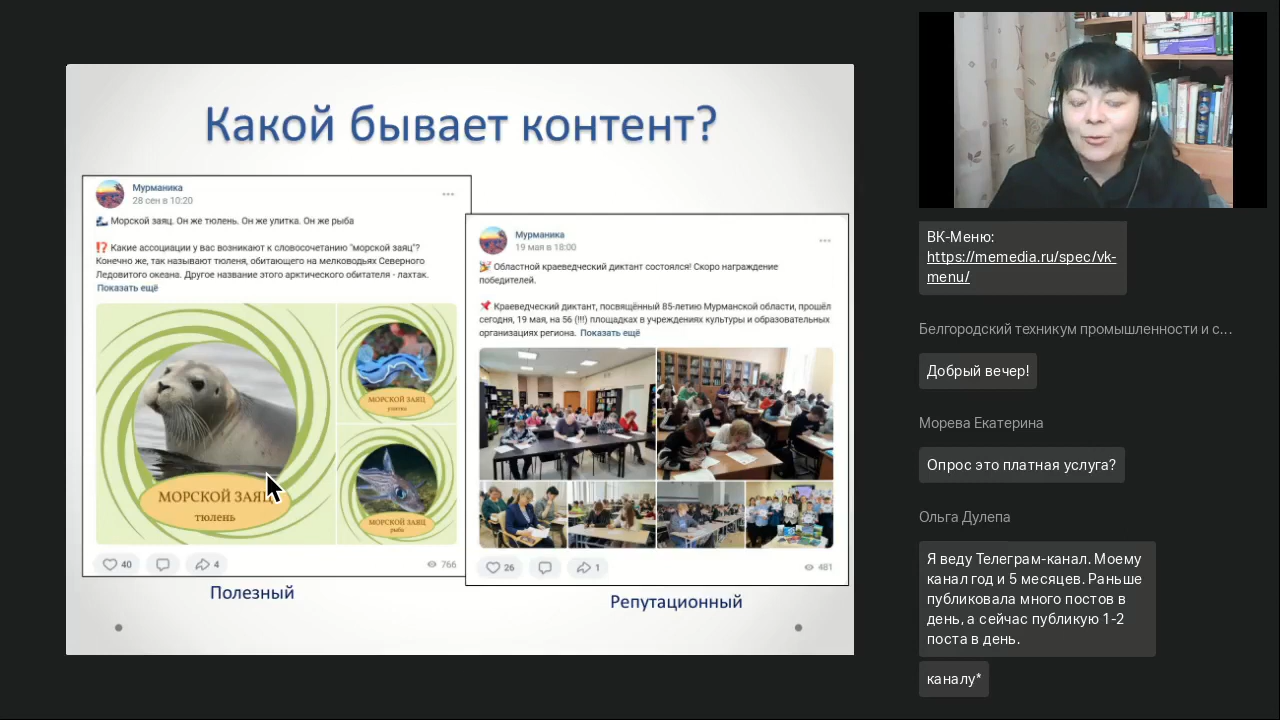 Какой бывает контент?
Мурманика
28 сен в 10:20
Морской заяц. Он же тюлень. Он же улитка. Он же рыба
⁉️ Какие ассоциации у вас возникают к словосочетанию "морской заяц"?
Конечно же, так называют тюленя, обитающего на мелководьях Северного
Ледовитого океана. Другое название этого арктического обитателя - лахтак.
Показать ещё
МОРСКОЙ ЗАЯЦ
тюлень
МОРСКОЙ ЗАЯЦ
улитка
МОРСКОЙ ЗАЯЦ
рыба
40
4
766
Полезный
Мурманика
19 мая в 18:00
🎉 Областной краеведческий диктант состоялся! Скоро награждение
победителей.
📌 Краеведческий диктант, посвящённый 85-летию Мурманской области, прошёл
сегодня, 19 мая, на 56 (!!!) площадках в учреждениях культуры и образовательных
организациях региона. Показать ещё
26
1
481
Репутационный
ВК-Меню:
https://memedia.ru/spec/vk-
menu/
Белгородский техникум промышленности и с...
Добрый вечер!
Морева Екатерина
Опрос это платная услуга?
Ольга Дулепа
Я веду Телеграм-канал. Моему
канал год и 5 месяцев. Раньше
публиковала много постов в
день, а сейчас публикую 1-2
поста в день.
каналу*